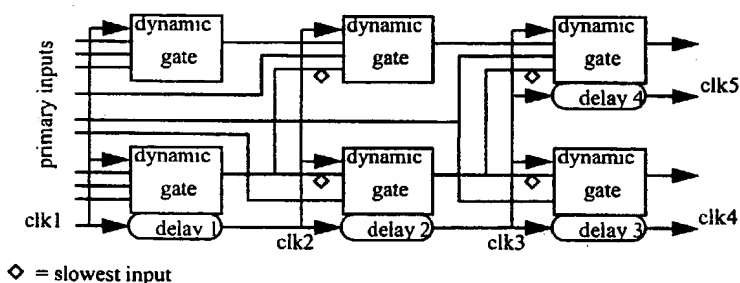 dynamic gate
dynamic gate
dynamic gate
delay 4
clk5
primary inputs
dynamic gate
dynamic gate
dynamic gate
clk1
delay 1
clk2
delay 2
clk3
delay 3
clk4
◇ = slowest input